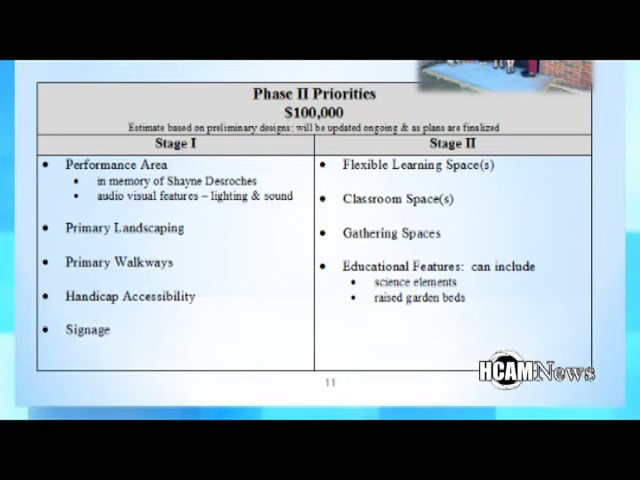 Phase II Priorities
$100,000
Estimate based on preliminary designs; will be updated ongoing & as plans are finalized
Stage I
Stage II
• Performance Area
• in memory of Shayne Desroches
• audio visual features – lighting & sound
• Primary Landscaping
• Primary Walkways
• Handicap Accessibility
• Signage
• Flexible Learning Space(s)
• Classroom Space(s)
• Gathering Spaces
• Educational Features: can include
• science elements
• raised garden beds
11
HCAM News